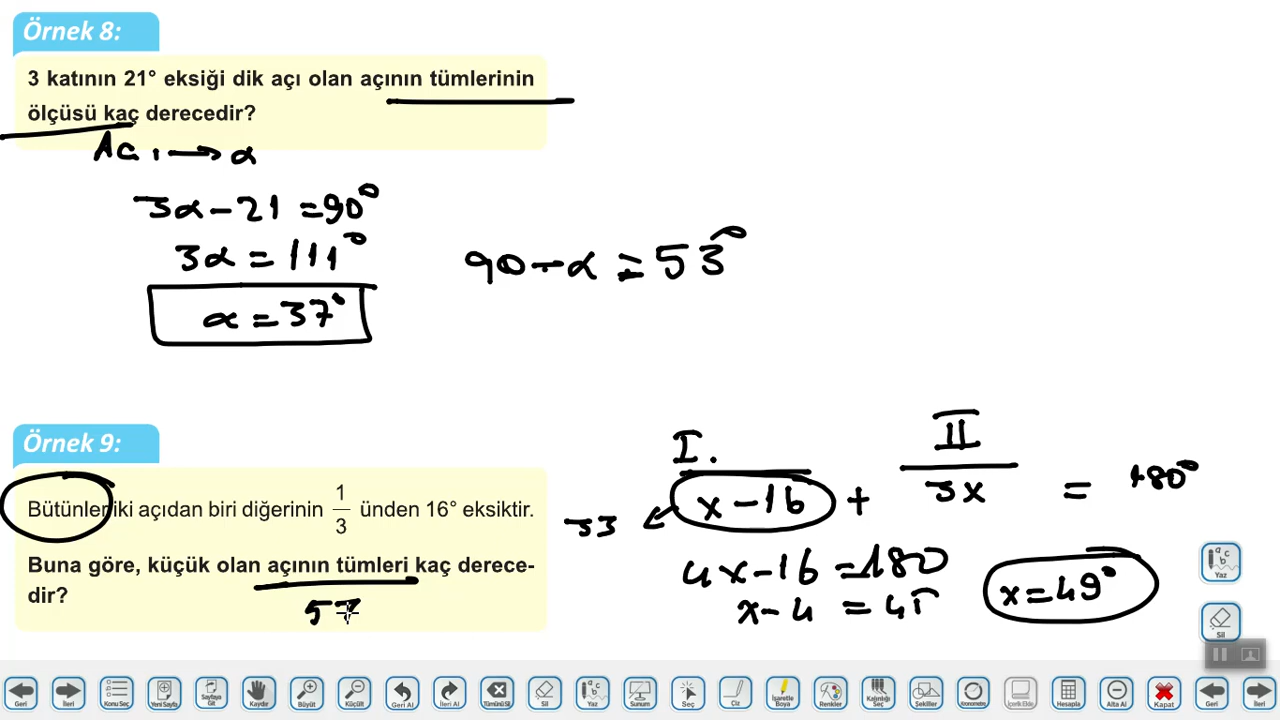 Örnek 8:
3 katının 21° eksiği dik açı olan açının tümlerinin
ölçüsü kaç derecedir?
Açı → α
3α - 21 = 90°
3α = 111°
α = 37°
90 - α = 53°
Örnek 9:
Bütünler iki açıdan biri diğerinin 1/3 ünden 16° eksiktir.
Buna göre, küçük olan açının tümleri kaç derece-
dir?
57
I. II
33 ← x - 16 + 3x = 180°
4x - 16 = 180
x - 4 = 45
x = 49°
Yaz
Sil
Geri İleri Konu Seç Yeni Sayfa Sayfaya Git Kaydır Büyüt Küçült Geri Al İleri Al Tümünü Sil Sil Yaz Sunum Seç Çiz İşaretle Boya Renkler Kalınlığı Seç Şekiller Kronometre İçerik Ekle Hesapla Alta Al Kapat Geri İleri